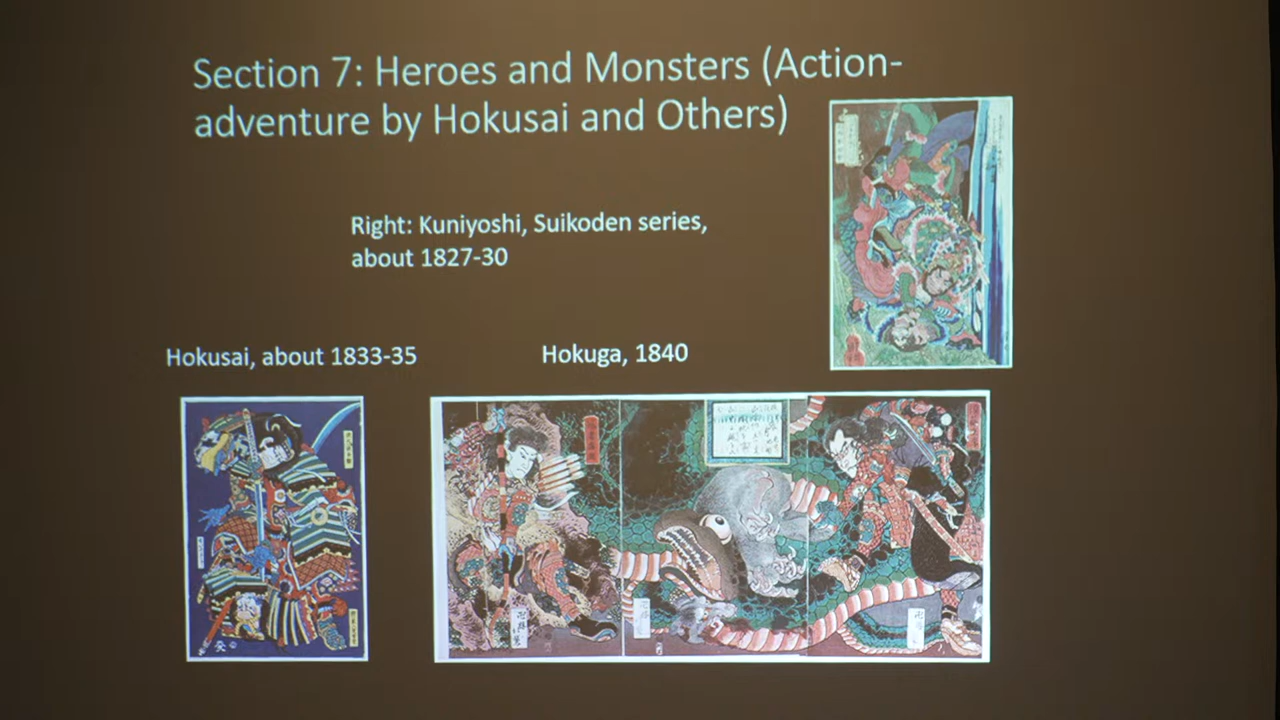 Section 7: Heroes and Monsters (Action-
adventure by Hokusai and Others)
Right: Kuniyoshi, Suikoden series,
about 1827-30
Hokusai, about 1833-35
Hokuga, 1840